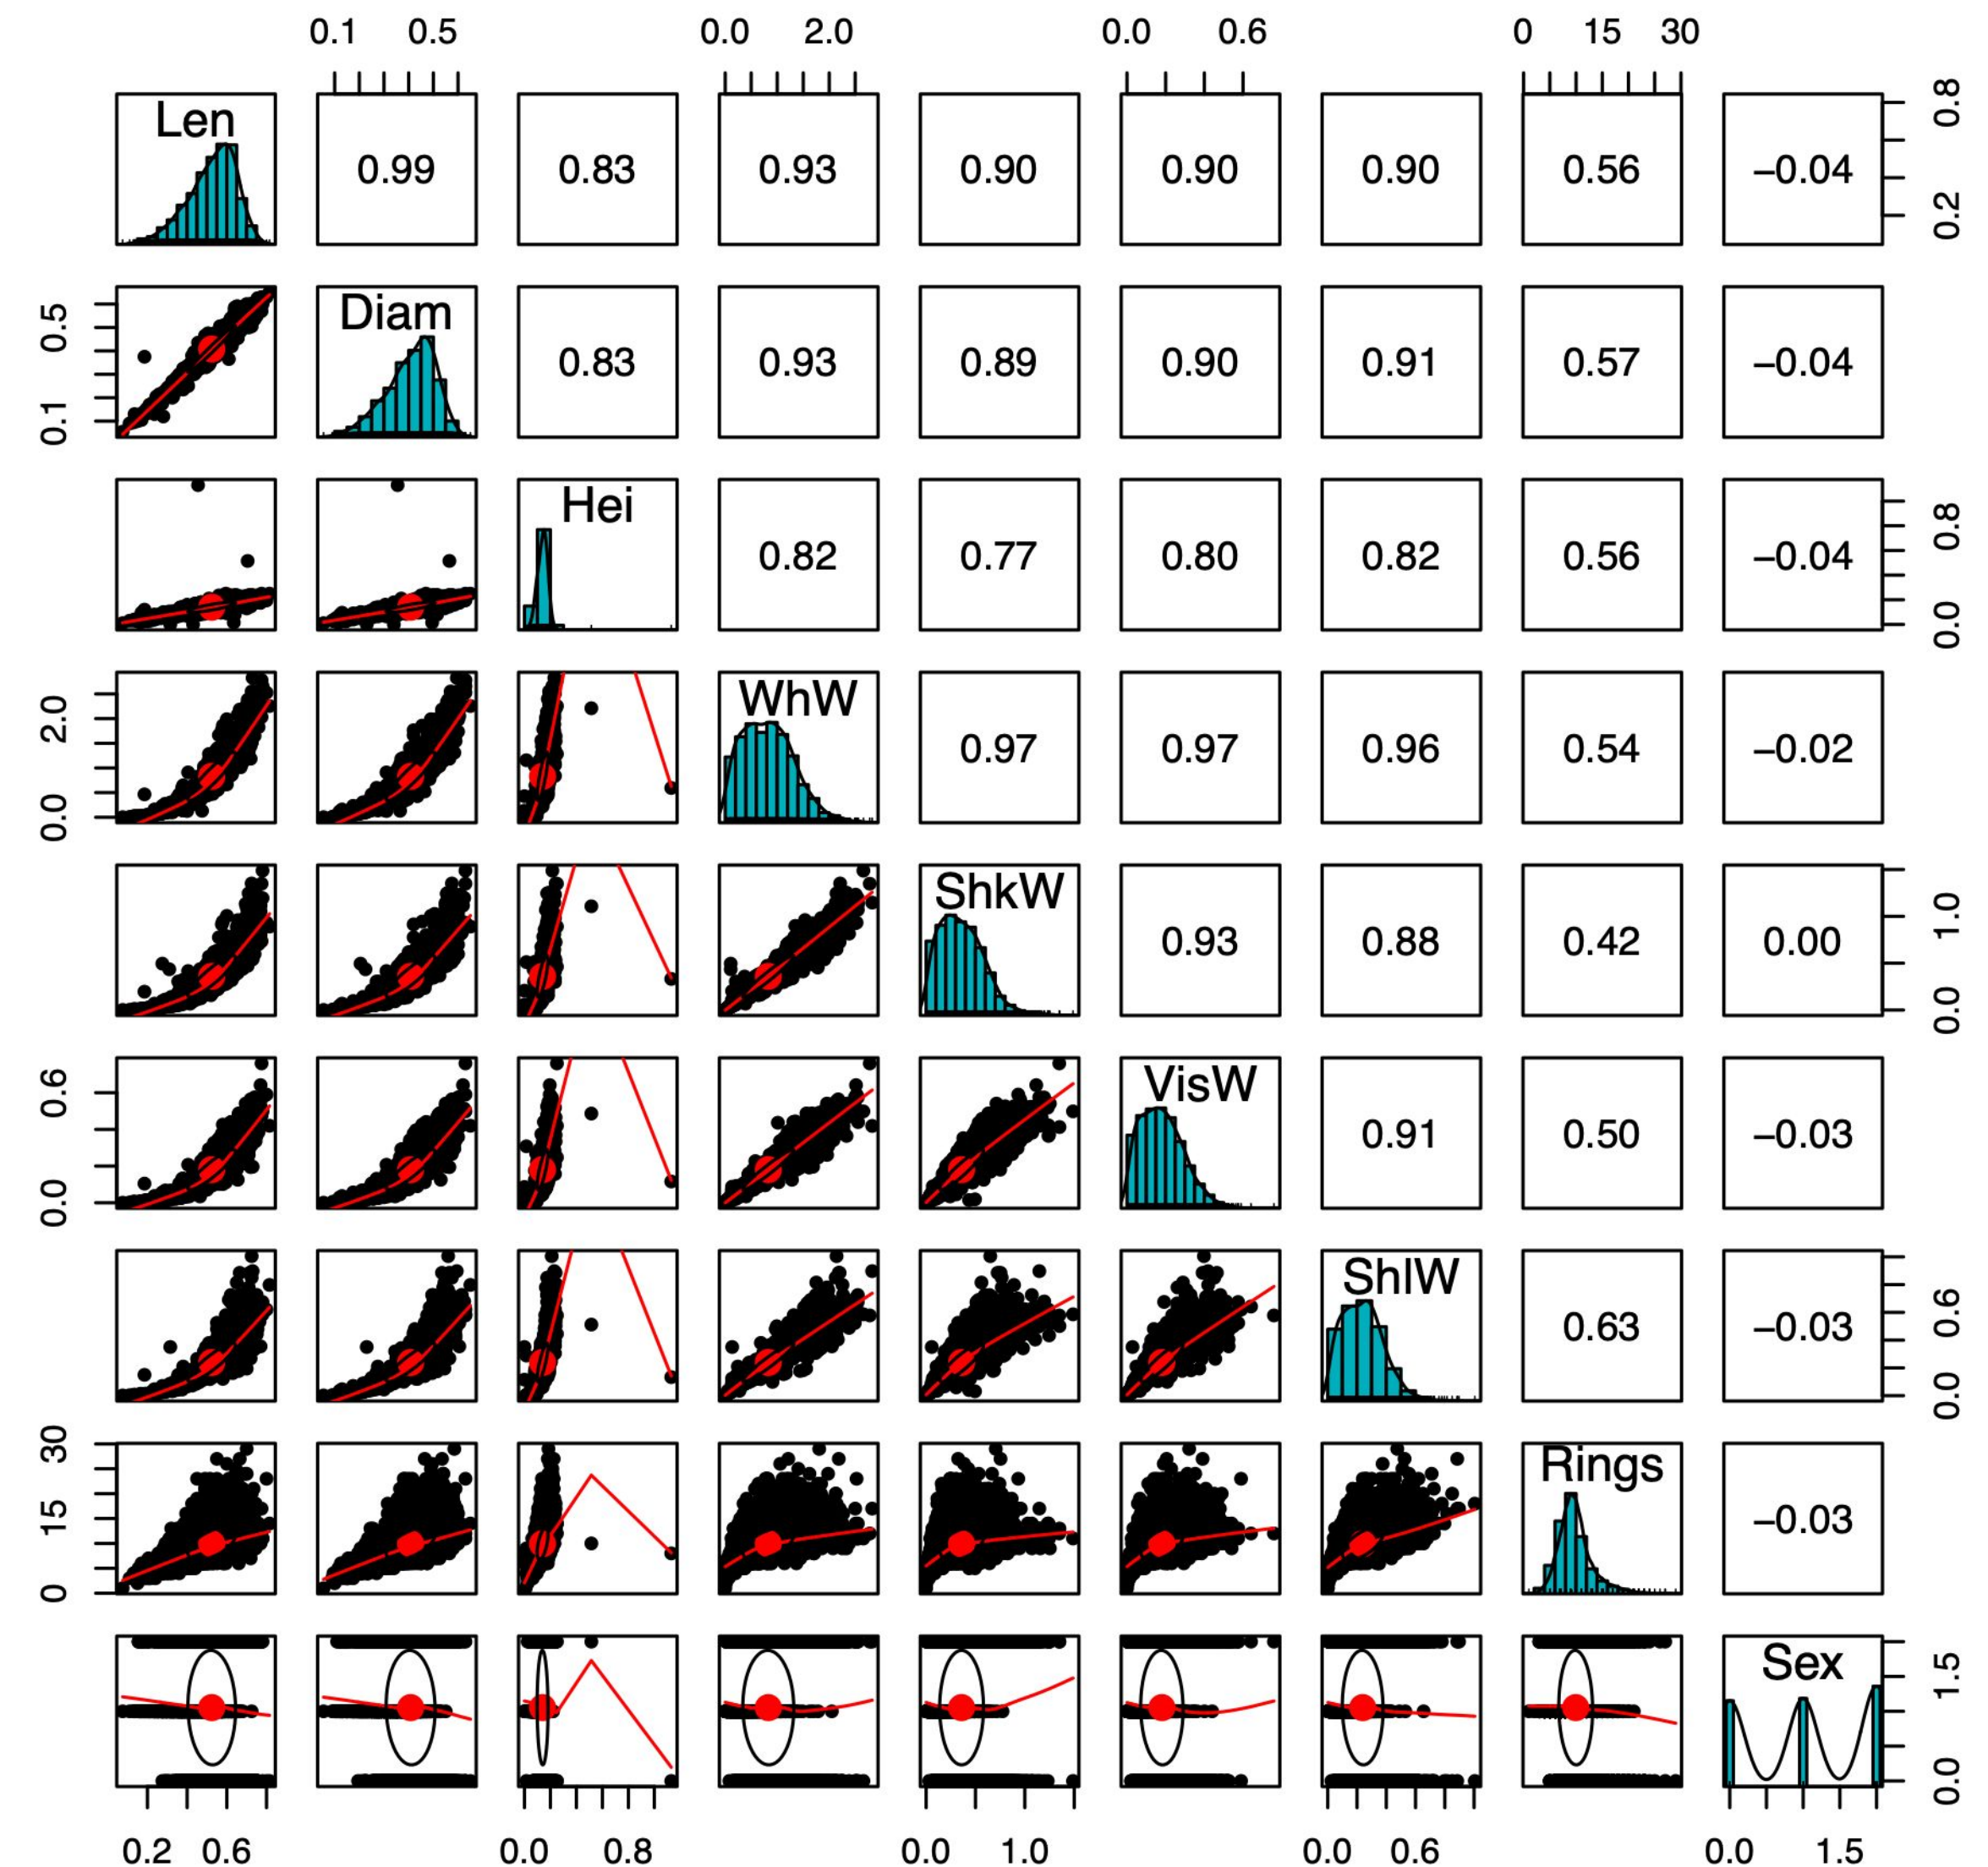 0.1 0.5 0.0 2.0 0.0 0.6 0 15 30
Len 0.99 0.83 0.93 0.90 0.90 0.90 0.56 −0.04 0.2 0.8
0.1 0.5 Diam 0.83 0.93 0.89 0.90 0.91 0.57 −0.04
Hei 0.82 0.77 0.80 0.82 0.56 −0.04 0.0 0.8
0.0 2.0 WhW 0.97 0.97 0.96 0.54 −0.02
ShkW 0.93 0.88 0.42 0.00 0.0 1.0
0.0 0.6 VisW 0.91 0.50 −0.03
ShlW 0.63 −0.03 0.0 0.6
0 15 30 Rings −0.03
Sex 0.0 1.5
0.2 0.6 0.0 0.8 0.0 1.0 0.0 0.6 0.0 1.5